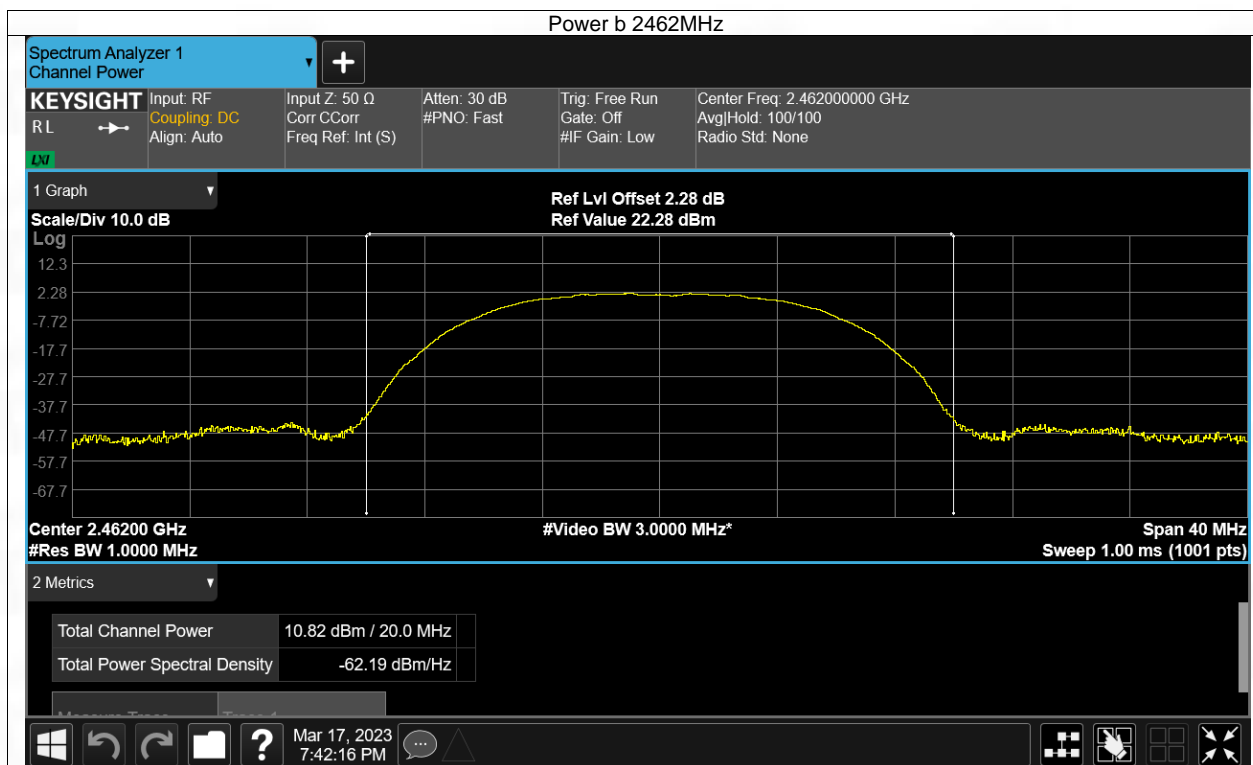 Power b 2462MHz
Spectrum Analyzer 1
Channel Power
KEYSIGHT
RL
LXI
Input: RF
Coupling: DC
Align: Auto
Input Z: 50 Ω
Corr CCorr
Freq Ref: Int (S)
Atten: 30 dB
#PNO: Fast
Trig: Free Run
Gate: Off
#IF Gain: Low
Center Freq: 2.462000000 GHz
Avg|Hold: 100/100
Radio Std: None
1 Graph
Scale/Div 10.0 dB
Ref Lvl Offset 2.28 dB
Ref Value 22.28 dBm
Log
12.3
2.28
-7.72
-17.7
-27.7
-37.7
-47.7
-57.7
-67.7
Center 2.46200 GHz
#Res BW 1.0000 MHz
#Video BW 3.0000 MHz*
Span 40 MHz
Sweep 1.00 ms (1001 pts)
2 Metrics
Total Channel Power 10.82 dBm / 20.0 MHz
Total Power Spectral Density -62.19 dBm/Hz
Mar 17, 2023
7:42:16 PM